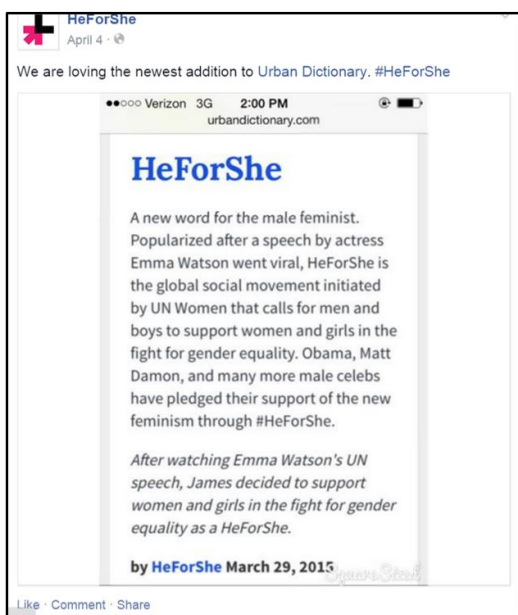 HeForShe
April 4 ·
We are loving the newest addition to Urban Dictionary. #HeForShe
Verizon 3G 2:00 PM
urbandictionary.com
HeForShe
A new word for the male feminist.
Popularized after a speech by actress
Emma Watson went viral, HeForShe is
the global social movement initiated
by UN Women that calls for men and
boys to support women and girls in the
fight for gender equality. Obama, Matt
Damon, and many more male celebs
have pledged their support of the new
feminism through #HeForShe.
After watching Emma Watson's UN
speech, James decided to support
women and girls in the fight for gender
equality as a HeForShe.
by HeForShe March 29, 2015
Like · Comment · Share